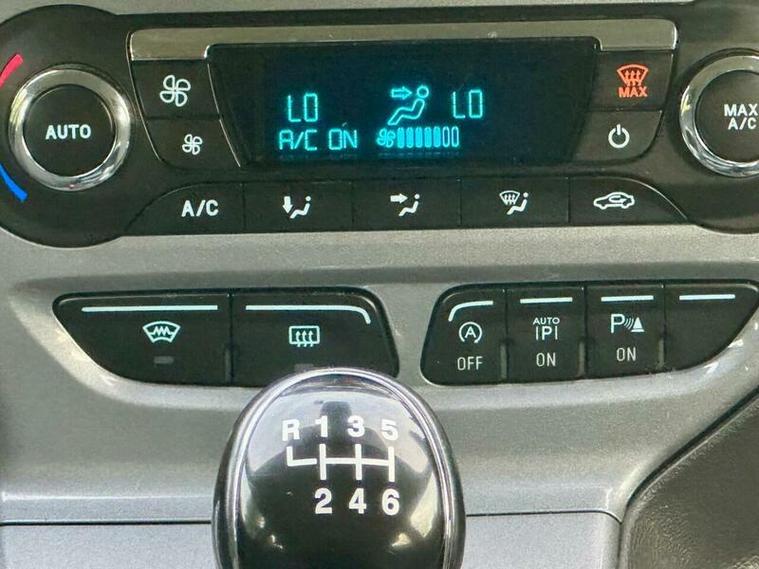 AUTO
LO
LO
A/C ON
MAX
MAX
A/C
A/C
A
OFF
AUTO
P
ON
P
ON
R 1 3 5
2 4 6